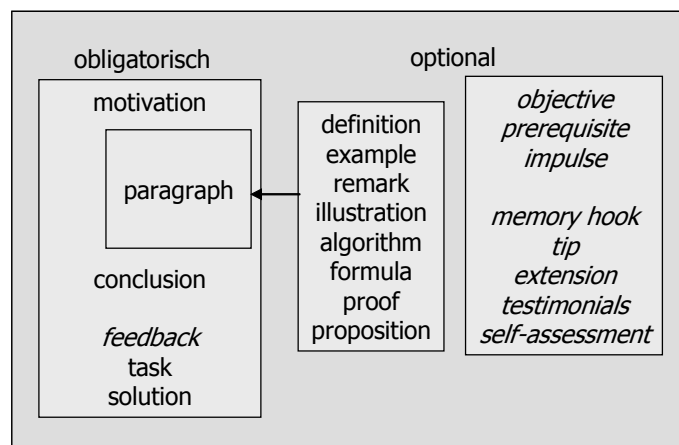 obligatorisch
motivation
paragraph
conclusion
feedback
task
solution
optional
definition
example
remark
illustration
algorithm
formula
proof
proposition
objective
prerequisite
impulse
memory hook
tip
extension
testimonials
self-assessment